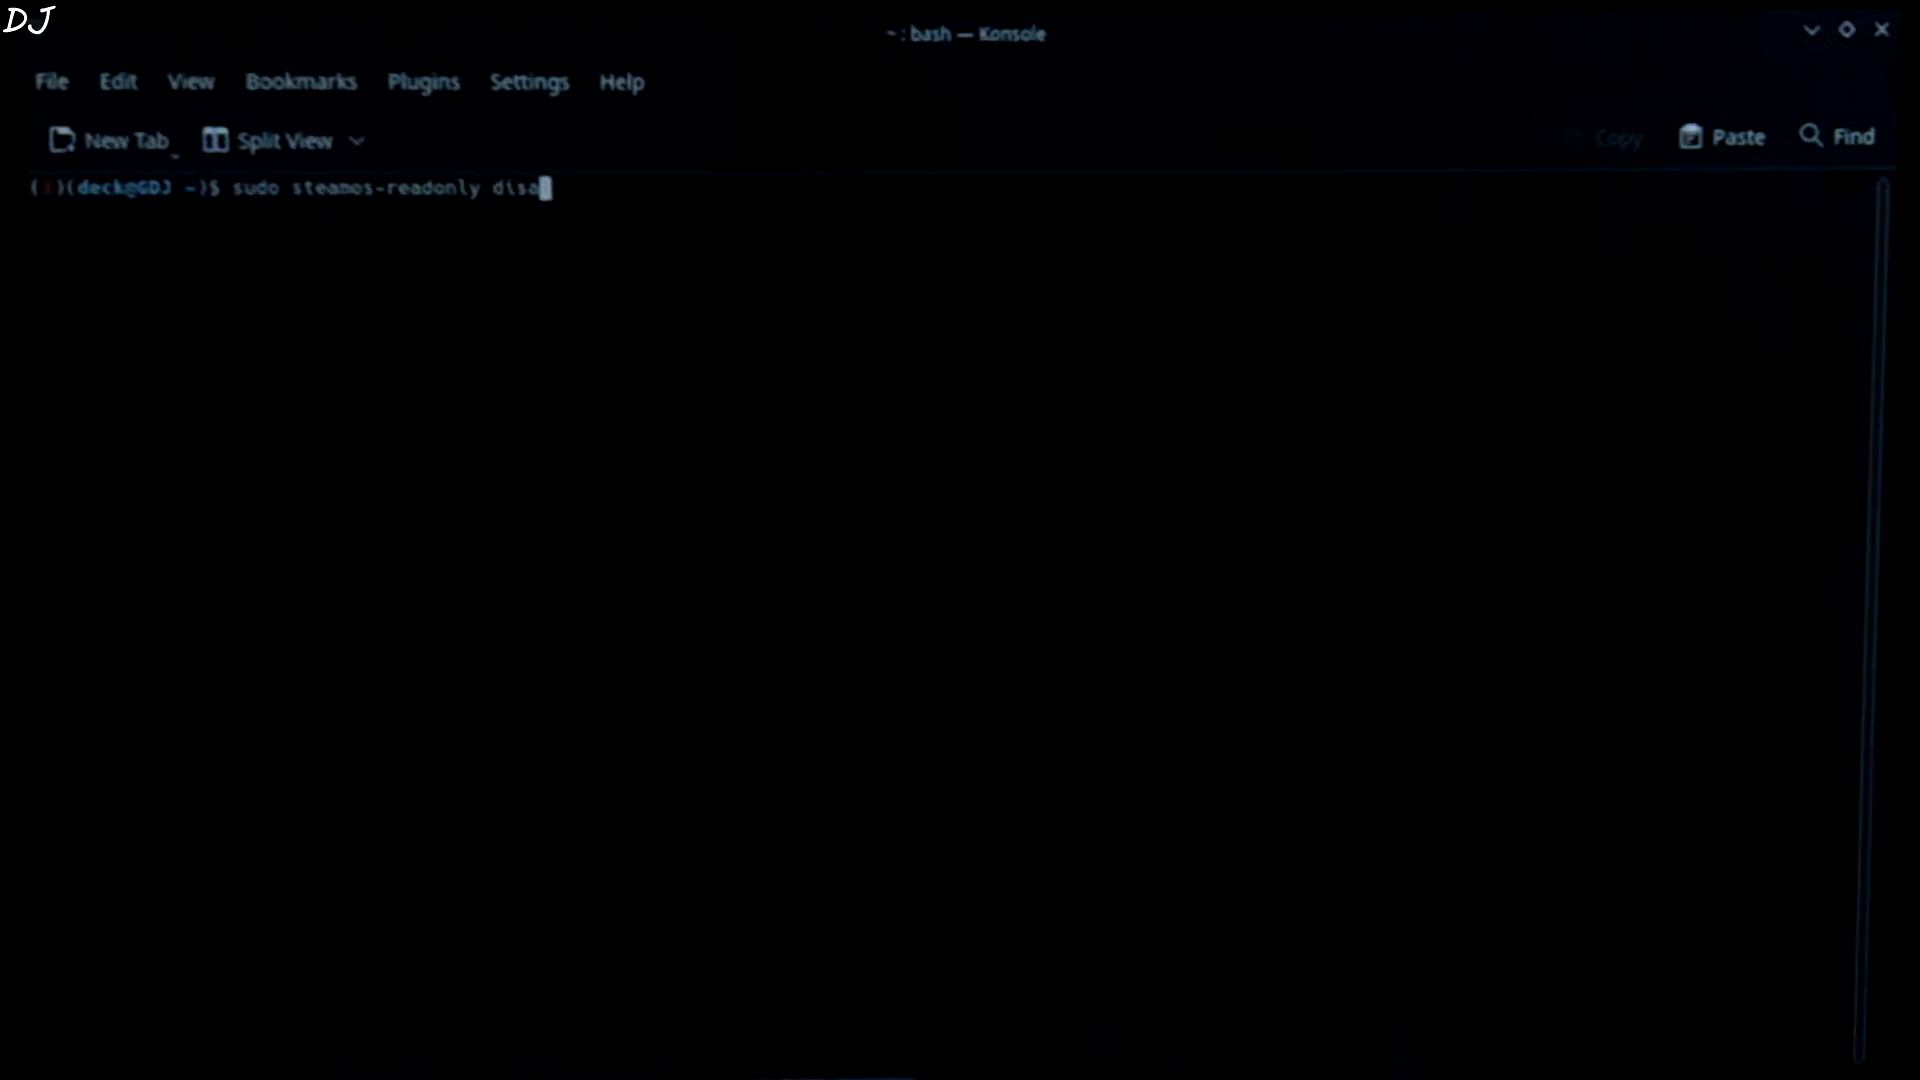 DJ
~ : bash — Konsole
File Edit View Bookmarks Plugins Settings Help
New Tab Split View Copy Paste Find
(1)(deck@GDJ ~)$ sudo steamos-readonly disa